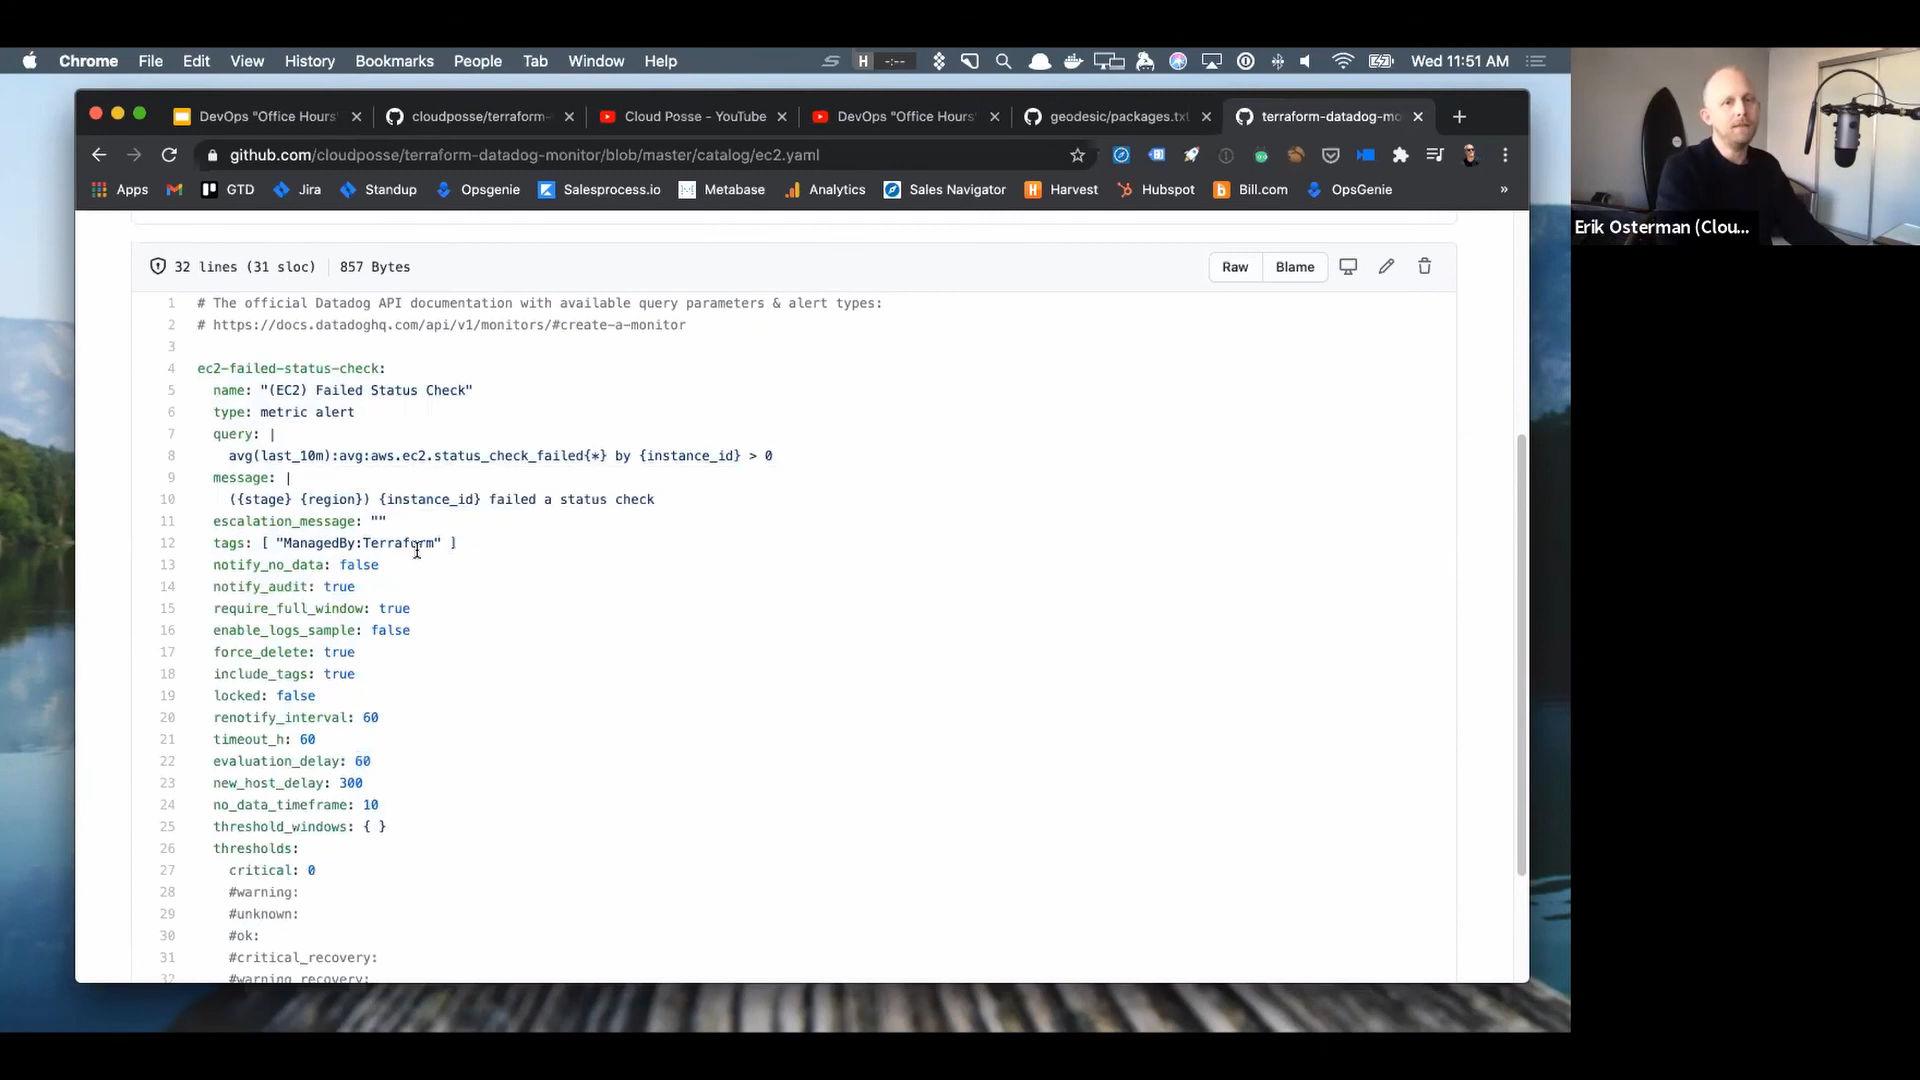 Chrome File Edit View History Bookmarks People Tab Window Help
H -:-- Wed 11:51 AM
DevOps "Office Hours'
cloudposse/terraform-
Cloud Posse - YouTube
DevOps "Office Hours'
geodesic/packages.txt
terraform-datadog-mo
github.com/cloudposse/terraform-datadog-monitor/blob/master/catalog/ec2.yaml
Apps GTD Jira Standup Opsgenie Salesprocess.io Metabase Analytics Sales Navigator Harvest Hubspot Bill.com OpsGenie »
Erik Osterman (Clou...
32 lines (31 sloc) 857 Bytes Raw Blame
1 # The official Datadog API documentation with available query parameters & alert types:
2 # https://docs.datadoghq.com/api/v1/monitors/#create-a-monitor
3
4 ec2-failed-status-check:
5 name: "(EC2) Failed Status Check"
6 type: metric alert
7 query: |
8 avg(last_10m):avg:aws.ec2.status_check_failed{*} by {instance_id} > 0
9 message: |
10 ({stage} {region}) {instance_id} failed a status check
11 escalation_message: ""
12 tags: [ "ManagedBy:Terraform" ]
13 notify_no_data: false
14 notify_audit: true
15 require_full_window: true
16 enable_logs_sample: false
17 force_delete: true
18 include_tags: true
19 locked: false
20 renotify_interval: 60
21 timeout_h: 60
22 evaluation_delay: 60
23 new_host_delay: 300
24 no_data_timeframe: 10
25 threshold_windows: { }
26 thresholds:
27 critical: 0
28 #warning:
29 #unknown:
30 #ok:
31 #critical_recovery:
32 #warning_recovery: